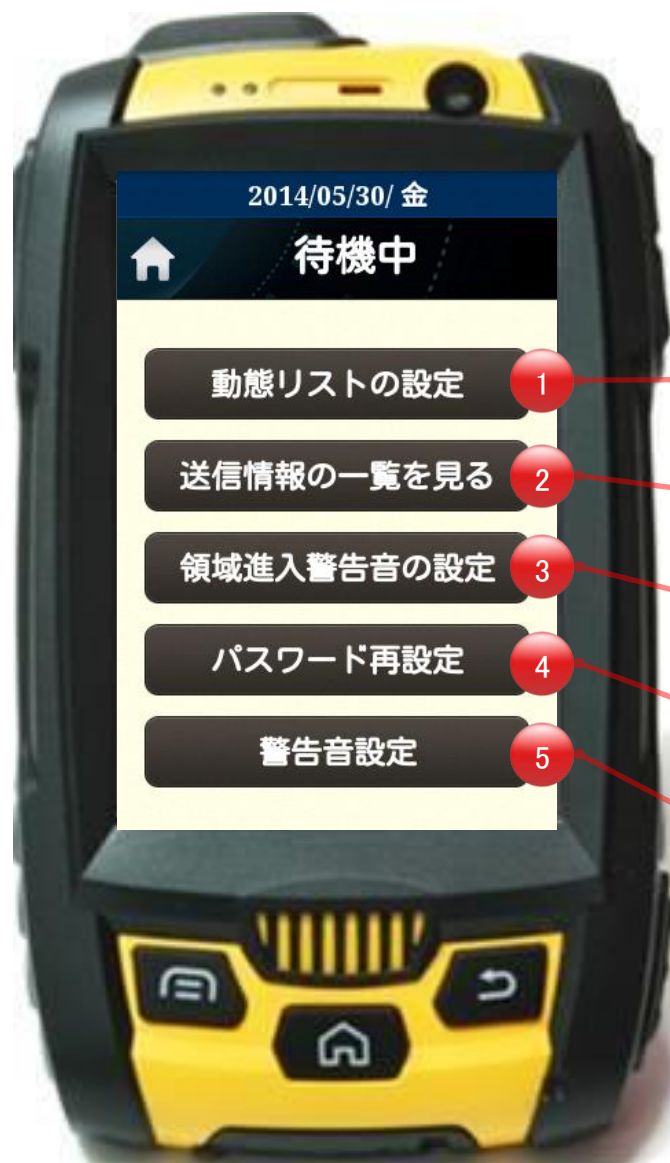 2014/05/30/ 金
待機中
動態リストの設定 1
送信情報の一覧を見る 2
領域進入警告音の設定 3
パスワード再設定 4
警告音設定 5